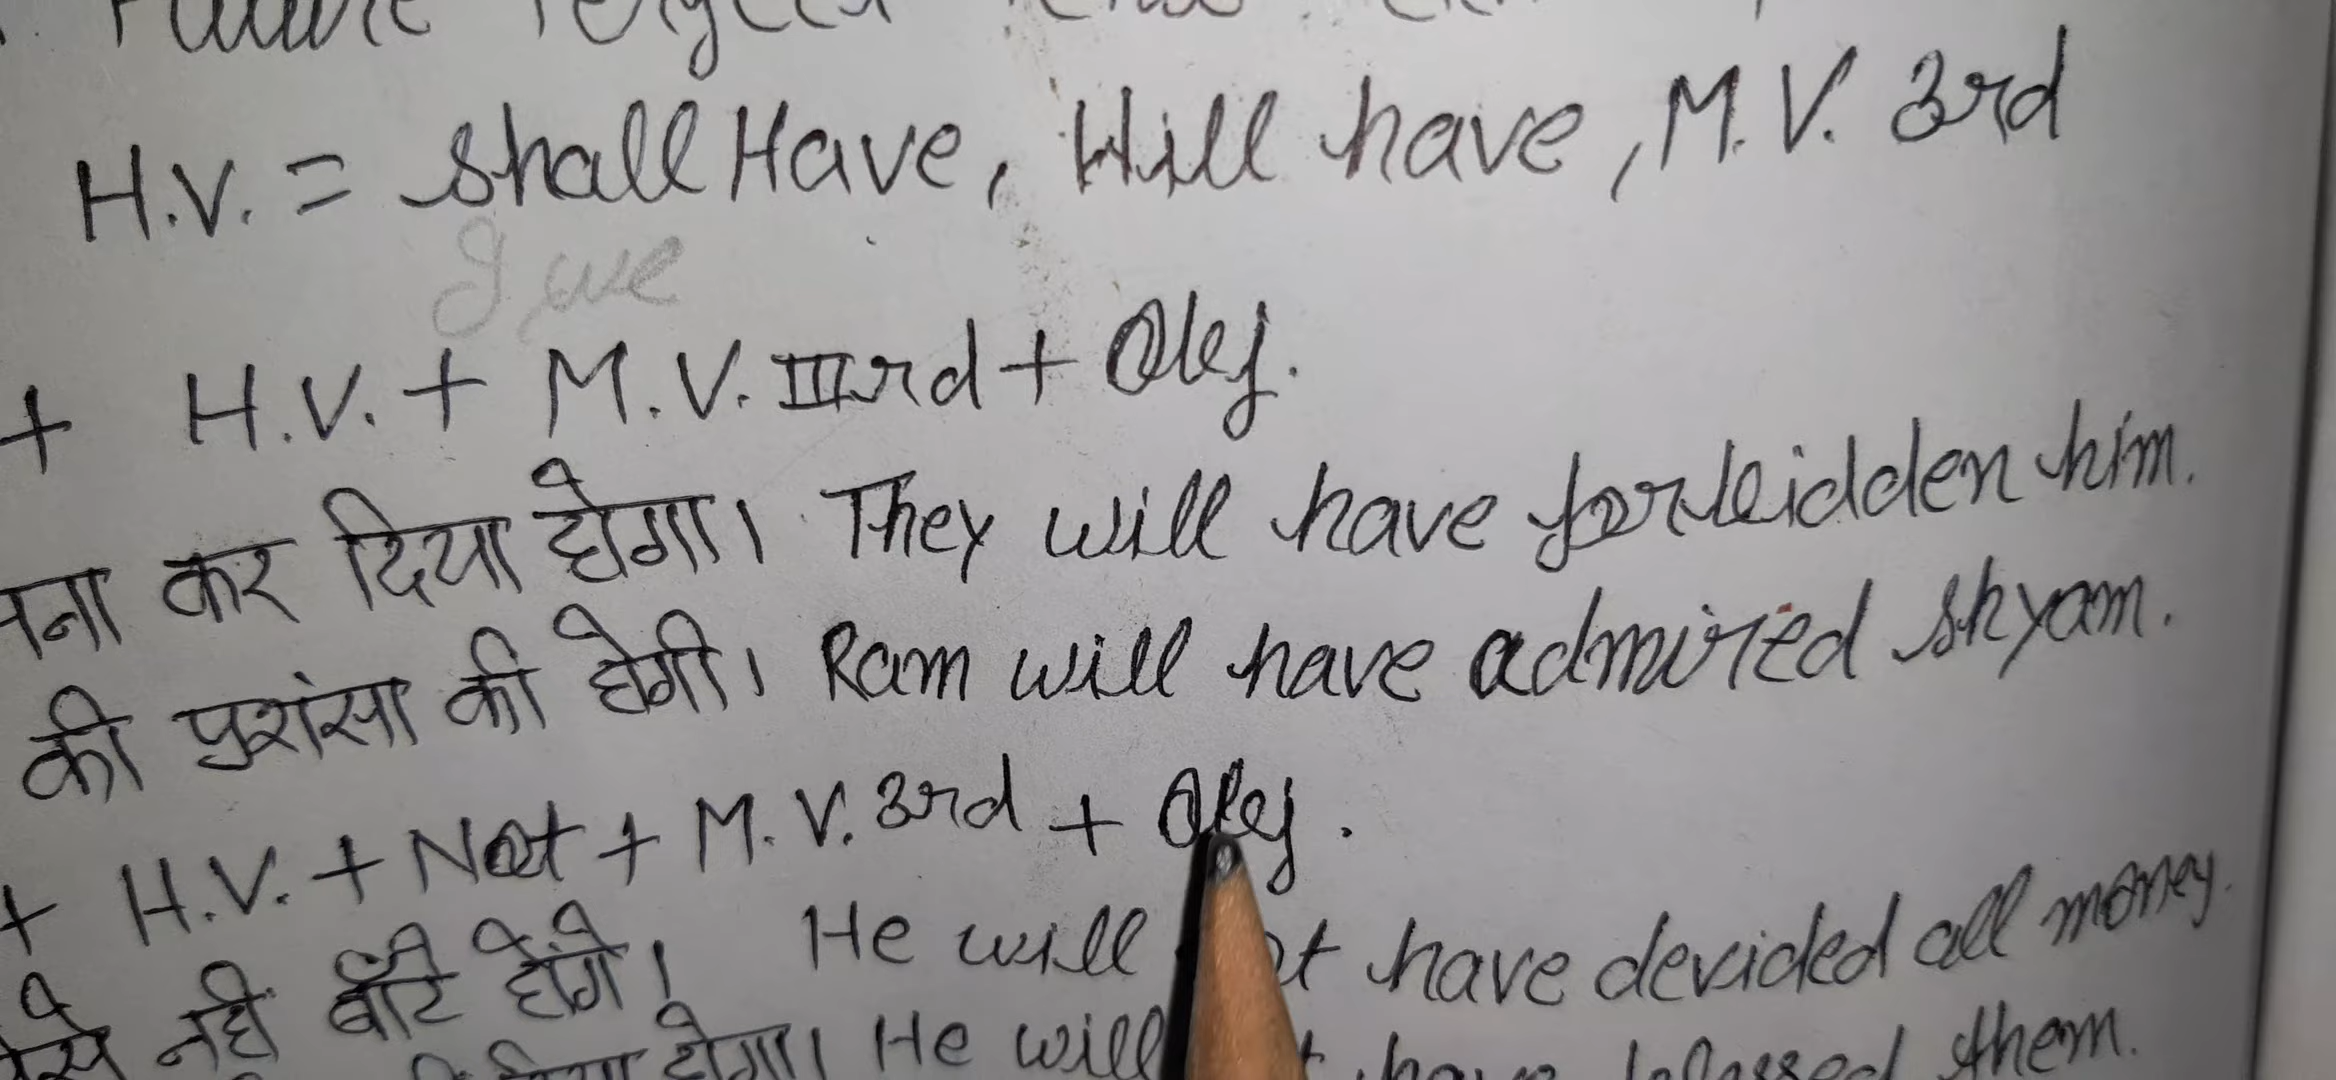 Future
H.V. = shall Have, Will have, M.V. 3rd
I we
+ H.V. + M.V. IIIrd + Obj.
कर दिया होगा। They will have forbidden him.
की प्रशंसा की होगी। Ram will have admired shyam.
+ H.V. + Not + M.V. 3rd + Obj.
नही बाँटे होंगे। He will have devided all money.
होगा। He will them.